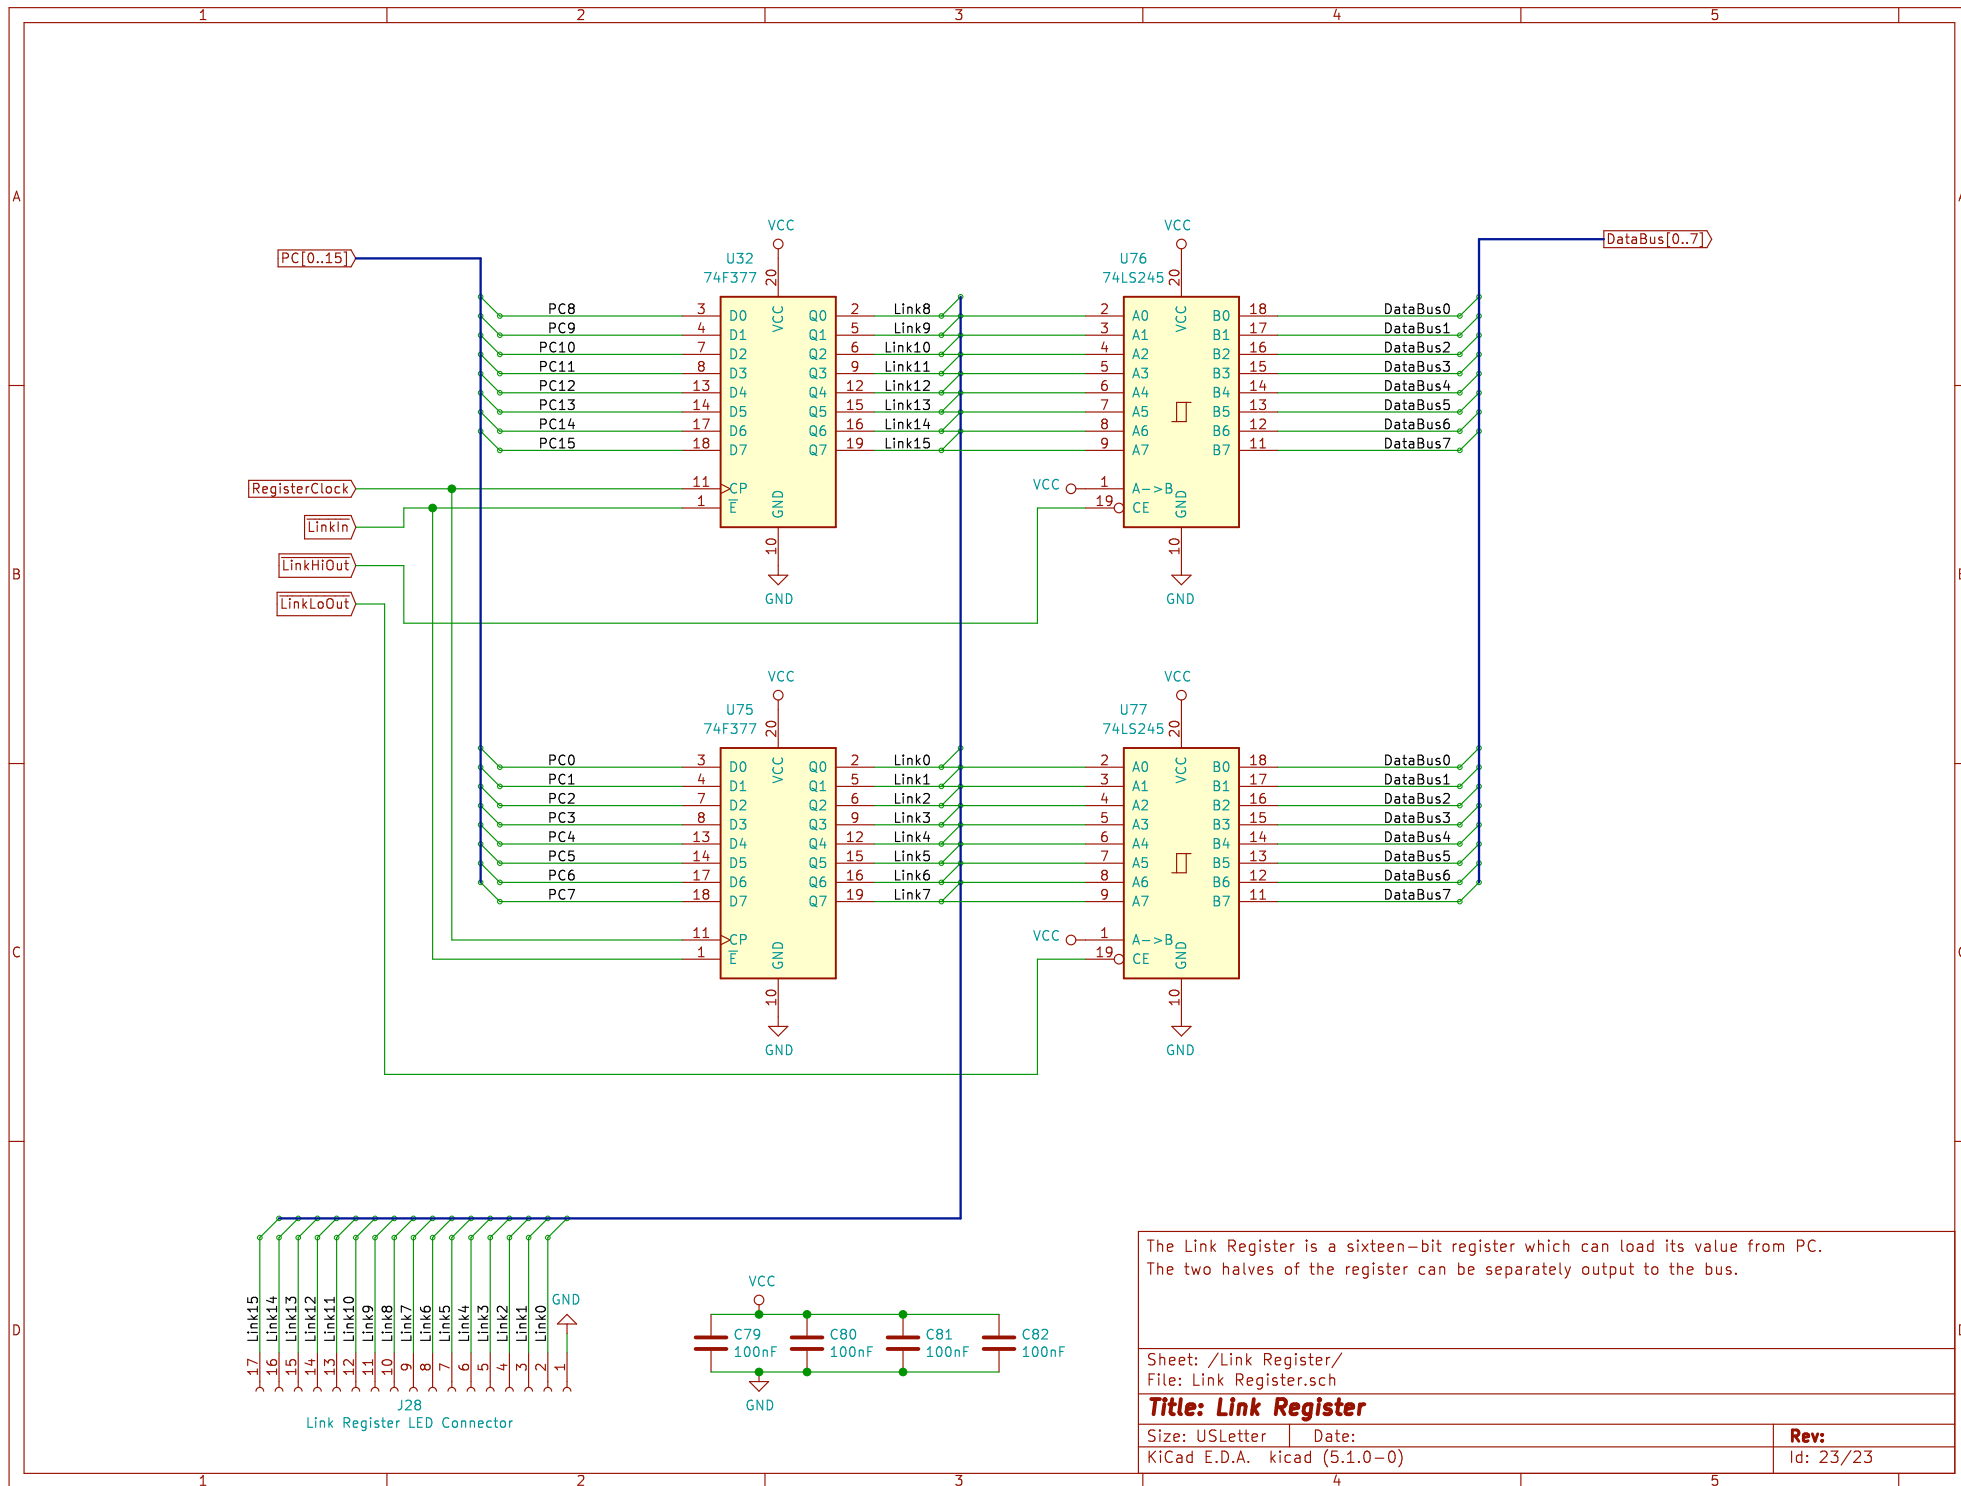 1 2 3 4 5
A
B
C
D
PC[0..15]
RegisterClock
LinkIn
LinkHiOut
LinkLoOut
DataBus[0..7]
VCC
U32
74F377
20
PC8 3 D0 VCC Q0 2 Link8
PC9 4 D1 Q1 5 Link9
PC10 7 D2 Q2 6 Link10
PC11 8 D3 Q3 9 Link11
PC12 13 D4 Q4 12 Link12
PC13 14 D5 Q5 15 Link13
PC14 17 D6 Q6 16 Link14
PC15 18 D7 Q7 19 Link15
11 CP
1 E GND
10
GND
VCC
U76
74LS245
20
2 A0 VCC B0 18 DataBus0
3 A1 B1 17 DataBus1
4 A2 B2 16 DataBus2
5 A3 B3 15 DataBus3
6 A4 B4 14 DataBus4
7 A5 B5 13 DataBus5
8 A6 B6 12 DataBus6
9 A7 B7 11 DataBus7
VCC 1 A->B
19 CE GND
10
GND
VCC
U75
74F377
20
PC0 3 D0 VCC Q0 2 Link0
PC1 4 D1 Q1 5 Link1
PC2 7 D2 Q2 6 Link2
PC3 8 D3 Q3 9 Link3
PC4 13 D4 Q4 12 Link4
PC5 14 D5 Q5 15 Link5
PC6 17 D6 Q6 16 Link6
PC7 18 D7 Q7 19 Link7
11 CP
1 E GND
10
GND
VCC
U77
74LS245
20
2 A0 VCC B0 18 DataBus0
3 A1 B1 17 DataBus1
4 A2 B2 16 DataBus2
5 A3 B3 15 DataBus3
6 A4 B4 14 DataBus4
7 A5 B5 13 DataBus5
8 A6 B6 12 DataBus6
9 A7 B7 11 DataBus7
VCC 1 A->B
19 CE GND
10
GND
Link15 Link14 Link13 Link12 Link11 Link10 Link9 Link8 Link7 Link6 Link5 Link4 Link3 Link2 Link1 Link0 GND
17 16 15 14 13 12 11 10 9 8 7 6 5 4 3 2 1
J28
Link Register LED Connector
VCC
C79 C80 C81 C82
100nF 100nF 100nF 100nF
GND
The Link Register is a sixteen-bit register which can load its value from PC.
The two halves of the register can be separately output to the bus.
Sheet: /Link Register/
File: Link Register.sch
Title: Link Register
Size: USLetter Date: Rev:
KiCad E.D.A. kicad (5.1.0-0) Id: 23/23
1 2 3 4 5